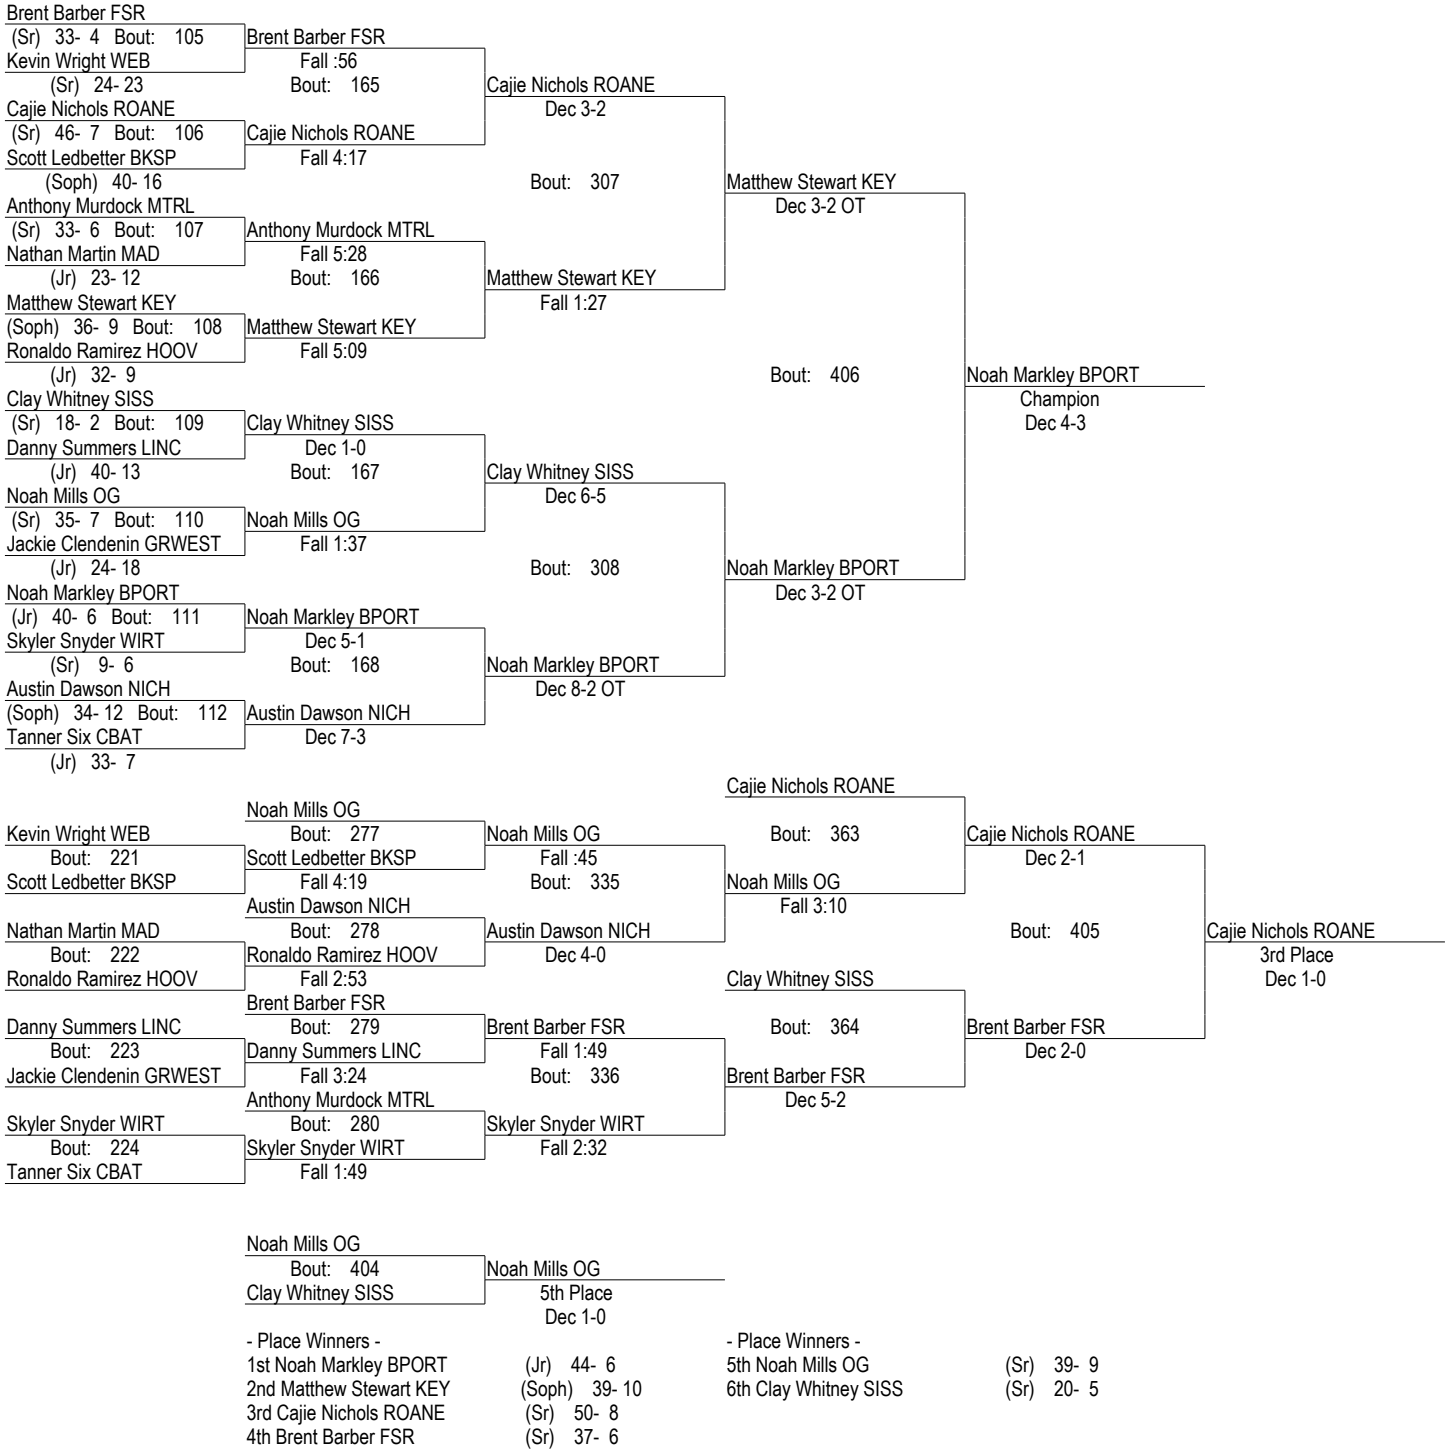 Brent Barber FSR
(Sr) 33- 4 Bout: 105 Brent Barber FSR
Kevin Wright WEB Fall :56
(Sr) 24- 23 Bout: 165 Cajie Nichols ROANE
Cajie Nichols ROANE Dec 3-2
(Sr) 46- 7 Bout: 106 Cajie Nichols ROANE
Scott Ledbetter BKSP Fall 4:17
(Soph) 40- 16 Bout: 307 Matthew Stewart KEY
Anthony Murdock MTRL Dec 3-2 OT
(Sr) 33- 6 Bout: 107 Anthony Murdock MTRL
Nathan Martin MAD Fall 5:28
(Jr) 23- 12 Bout: 166 Matthew Stewart KEY
Matthew Stewart KEY Fall 1:27
(Soph) 36- 9 Bout: 108 Matthew Stewart KEY
Ronaldo Ramirez HOOV Fall 5:09
(Jr) 32- 9 Bout: 406 Noah Markley BPORT
Clay Whitney SISS Champion
(Sr) 18- 2 Bout: 109 Clay Whitney SISS Dec 4-3
Danny Summers LINC Dec 1-0
(Jr) 40- 13 Bout: 167 Clay Whitney SISS
Noah Mills OG Dec 6-5
(Sr) 35- 7 Bout: 110 Noah Mills OG
Jackie Clendenin GRWEST Fall 1:37
(Jr) 24- 18 Bout: 308 Noah Markley BPORT
Noah Markley BPORT Dec 3-2 OT
(Jr) 40- 6 Bout: 111 Noah Markley BPORT
Skyler Snyder WIRT Dec 5-1
(Sr) 9- 6 Bout: 168 Noah Markley BPORT
Austin Dawson NICH Dec 8-2 OT
(Soph) 34- 12 Bout: 112 Austin Dawson NICH
Tanner Six CBAT Dec 7-3
(Jr) 33- 7
Cajie Nichols ROANE
Noah Mills OG
Kevin Wright WEB Bout: 277 Noah Mills OG Bout: 363 Cajie Nichols ROANE
Bout: 221 Scott Ledbetter BKSP Fall :45 Dec 2-1
Scott Ledbetter BKSP Fall 4:19 Bout: 335 Noah Mills OG
Austin Dawson NICH Fall 3:10
Nathan Martin MAD Bout: 278 Austin Dawson NICH Bout: 405 Cajie Nichols ROANE
Bout: 222 Ronaldo Ramirez HOOV Dec 4-0 3rd Place
Ronaldo Ramirez HOOV Fall 2:53 Clay Whitney SISS Dec 1-0
Brent Barber FSR
Danny Summers LINC Bout: 279 Brent Barber FSR Bout: 364 Brent Barber FSR
Bout: 223 Danny Summers LINC Fall 1:49 Dec 2-0
Jackie Clendenin GRWEST Fall 3:24 Bout: 336 Brent Barber FSR
Anthony Murdock MTRL Dec 5-2
Skyler Snyder WIRT Bout: 280 Skyler Snyder WIRT
Bout: 224 Skyler Snyder WIRT Fall 2:32
Tanner Six CBAT Fall 1:49
Noah Mills OG
Bout: 404 Noah Mills OG
Clay Whitney SISS 5th Place
Dec 1-0
- Place Winners - - Place Winners -
1st Noah Markley BPORT (Jr) 44- 6 5th Noah Mills OG (Sr) 39- 9
2nd Matthew Stewart KEY (Soph) 39- 10 6th Clay Whitney SISS (Sr) 20- 5
3rd Cajie Nichols ROANE (Sr) 50- 8
4th Brent Barber FSR (Sr) 37- 6